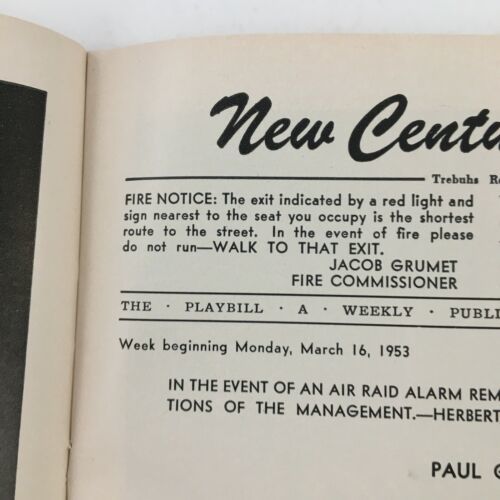 New Centu
Trebuhs Re
FIRE NOTICE: The exit indicated by a red light and
sign nearest to the seat you occupy is the shortest
route to the street. In the event of fire please
do not run—WALK TO THAT EXIT.
JACOB GRUMET
FIRE COMMISSIONER
THE · PLAYBILL · A · WEEKLY · PUBLI
Week beginning Monday, March 16, 1953
IN THE EVENT OF AN AIR RAID ALARM REM
TIONS OF THE MANAGEMENT.—HERBERT
PAUL G